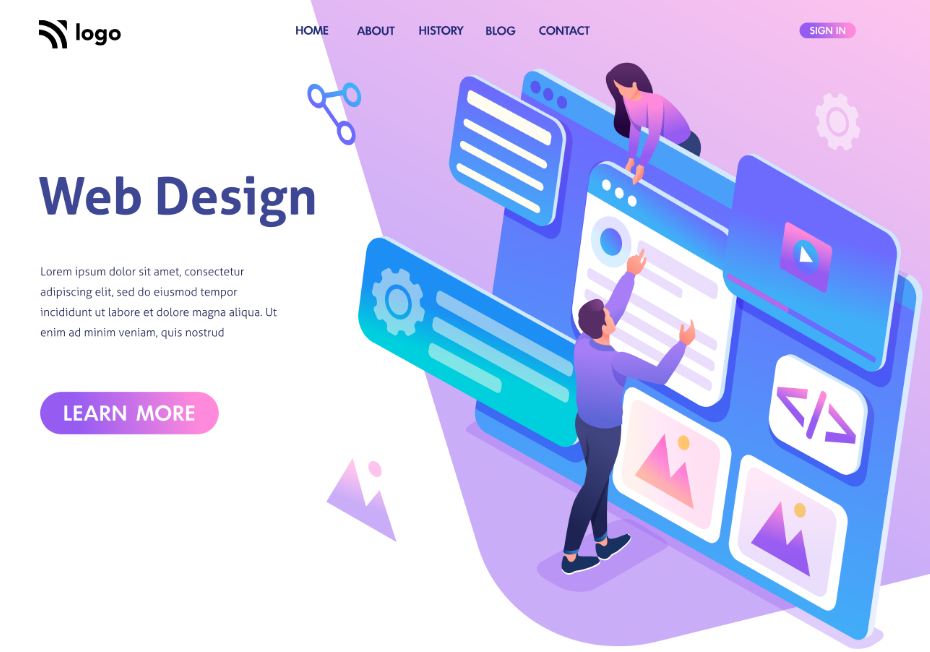 logo
HOME ABOUT HISTORY BLOG CONTACT
SIGN IN
Web Design
Lorem ipsum dolor sit amet, consectetur
adipiscing elit, sed do eiusmod tempor
incididunt ut labore et dolore magna aliqua. Ut
enim ad minim veniam, quis nostrud
LEARN MORE
</>